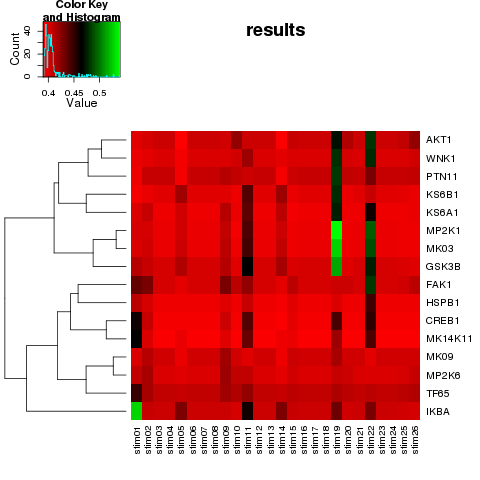 Color Key
and Histogram
results
Count
0 20 40
0.4 0.45 0.5
Value
AKT1
WNK1
PTN11
KS6B1
KS6A1
MP2K1
MK03
GSK3B
FAK1
HSPB1
CREB1
MK14K11
MK09
MP2K6
TF65
IKBA
stim01 stim02 stim03 stim04 stim05 stim06 stim07 stim08 stim09 stim10 stim11 stim12 stim13 stim14 stim15 stim16 stim17 stim18 stim19 stim20 stim21 stim22 stim23 stim24 stim25 stim26